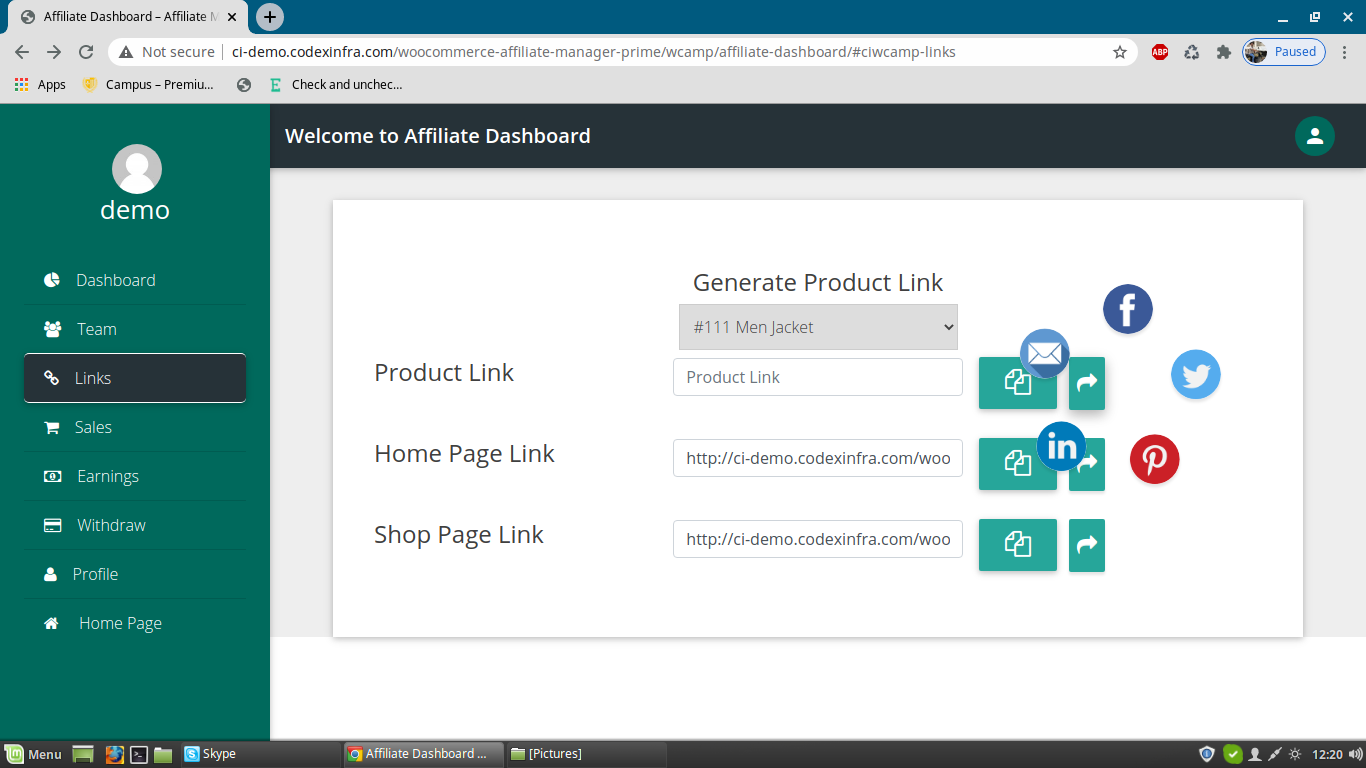 Affiliate Dashboard – Affiliate M
Not secure
ci-demo.codexinfra.com/woocommerce-affiliate-manager-prime/wcamp/affiliate-dashboard/#ciwcamp-links
ABP
Paused
Apps
Campus – Premiu...
Check and unchec...
Welcome to Affiliate Dashboard
demo
Dashboard
Team
Links
Sales
Earnings
Withdraw
Profile
Home Page
Generate Product Link
#111 Men Jacket
Product Link
Product Link
Home Page Link
http://ci-demo.codexinfra.com/woo
in
Shop Page Link
http://ci-demo.codexinfra.com/woo
Menu
Skype
Affiliate Dashboard ...
[Pictures]
12:20